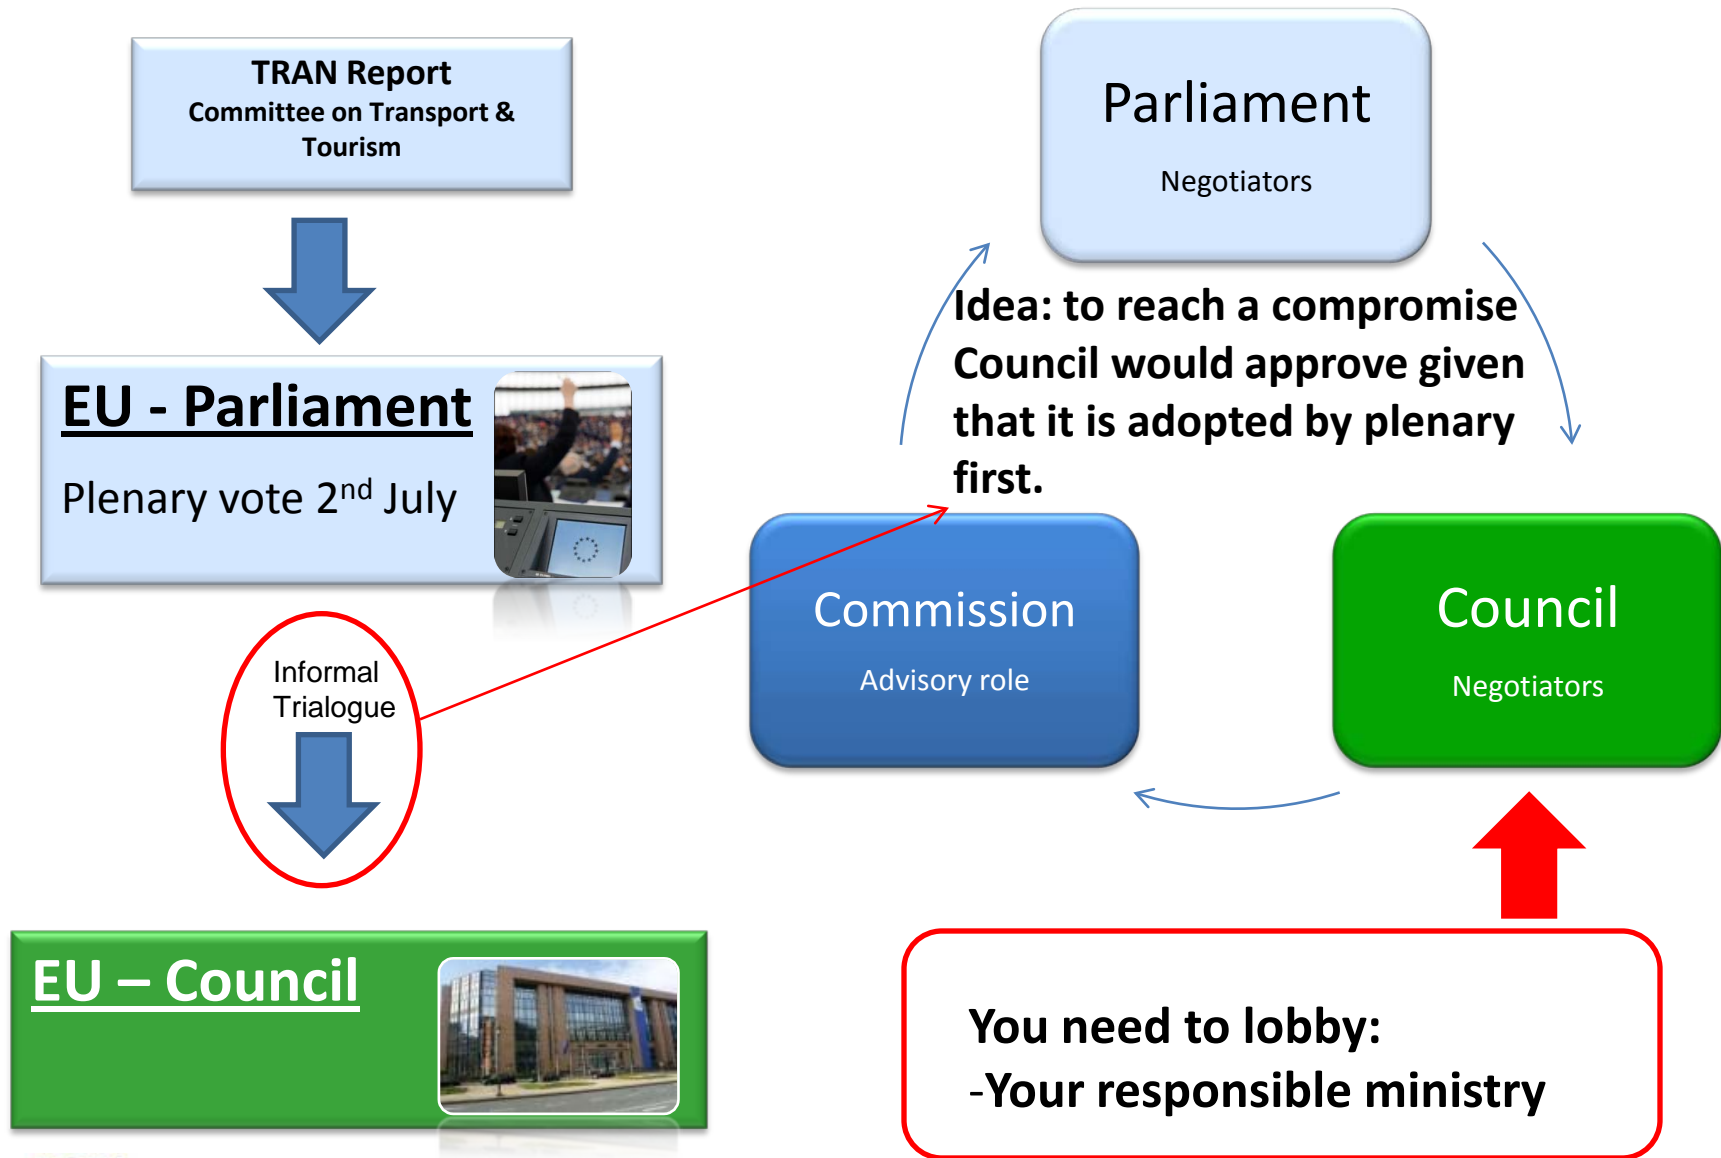 TRAN Report
Committee on Transport &
Tourism
EU - Parliament
Plenary vote 2nd July
Informal
Trialogue
EU – Council
Parliament
Negotiators
Idea: to reach a compromise
Council would approve given
that it is adopted by plenary
first.
Commission
Advisory role
Council
Negotiators
You need to lobby:
-Your responsible ministry